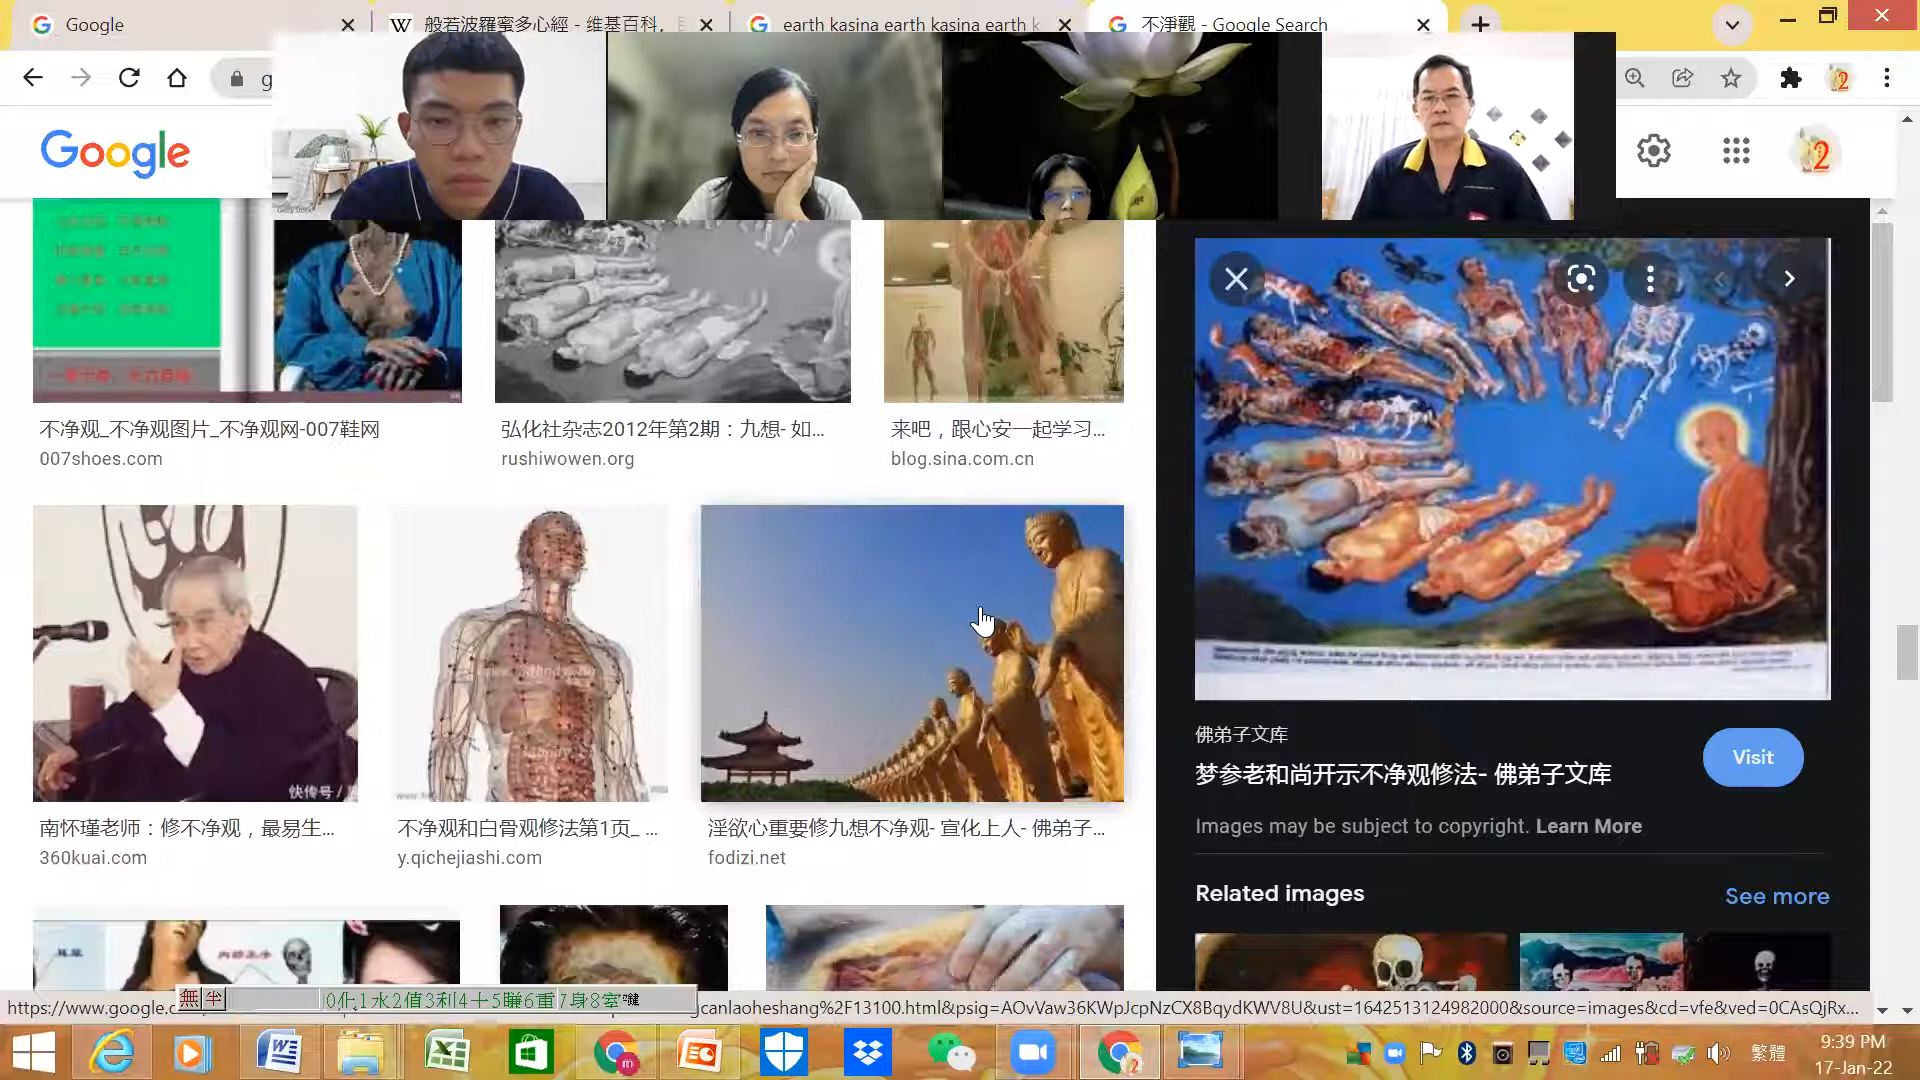 Google
般若波羅蜜多心經 - 维基百科,
earth kasina earth kasina earth k
不淨觀 - Google Search
g
2
Google
2
不净观_不净观图片_不净观网-007鞋网
007shoes.com
弘化社杂志2012年第2期：九想- 如...
rushiwowen.org
来吧，跟心安一起学习...
blog.sina.com.cn
佛弟子文库
梦参老和尚开示不净观修法- 佛弟子文库
Visit
Images may be subject to copyright. Learn More
快传号
南怀瑾老师：修不净观，最易生...
360kuai.com
不净观和白骨观修法第1页_ ...
y.qichejiashi.com
淫欲心重要修九想不净观- 宣化上人- 佛弟子...
fodizi.net
Related images
See more
https://www.google.c
無 半
gcanlaoheshang%2F13100.html&psig=AOvVaw36KWpJcpNzCX8BqydKWV8U&ust=1642513124982000&source=images&cd=vfe&ved=0CAsQjRx...
繁體
9:39 PM
17-Jan-22